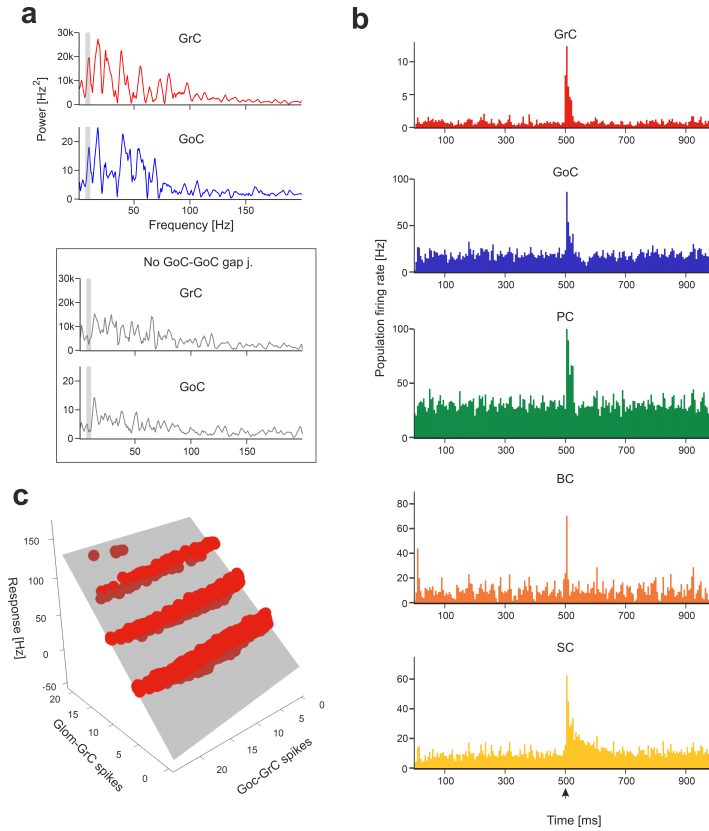 a
GrC
30k
20k
10k
0
Power [Hz²]
GoC
20
10
0
50
100
150
Frequency [Hz]
No GoC-GoC gap j.
30k
GrC
20k
10k
0
GoC
20
10
0
50
100
150
b
GrC
10
5
0
100
300
500
700
900
GoC
100
50
0
100
300
500
700
900
Population firing rate [Hz]
PC
100
50
0
100
300
500
700
900
BC
80
60
40
20
0
100
300
500
700
900
SC
60
40
20
0
100
300
500
700
900
Time [ms]
c
150
100
50
0
-50
Response [Hz]
20
15
10
5
0
Glom-GrC spikes
20
15
10
5
0
Goc-GrC spikes